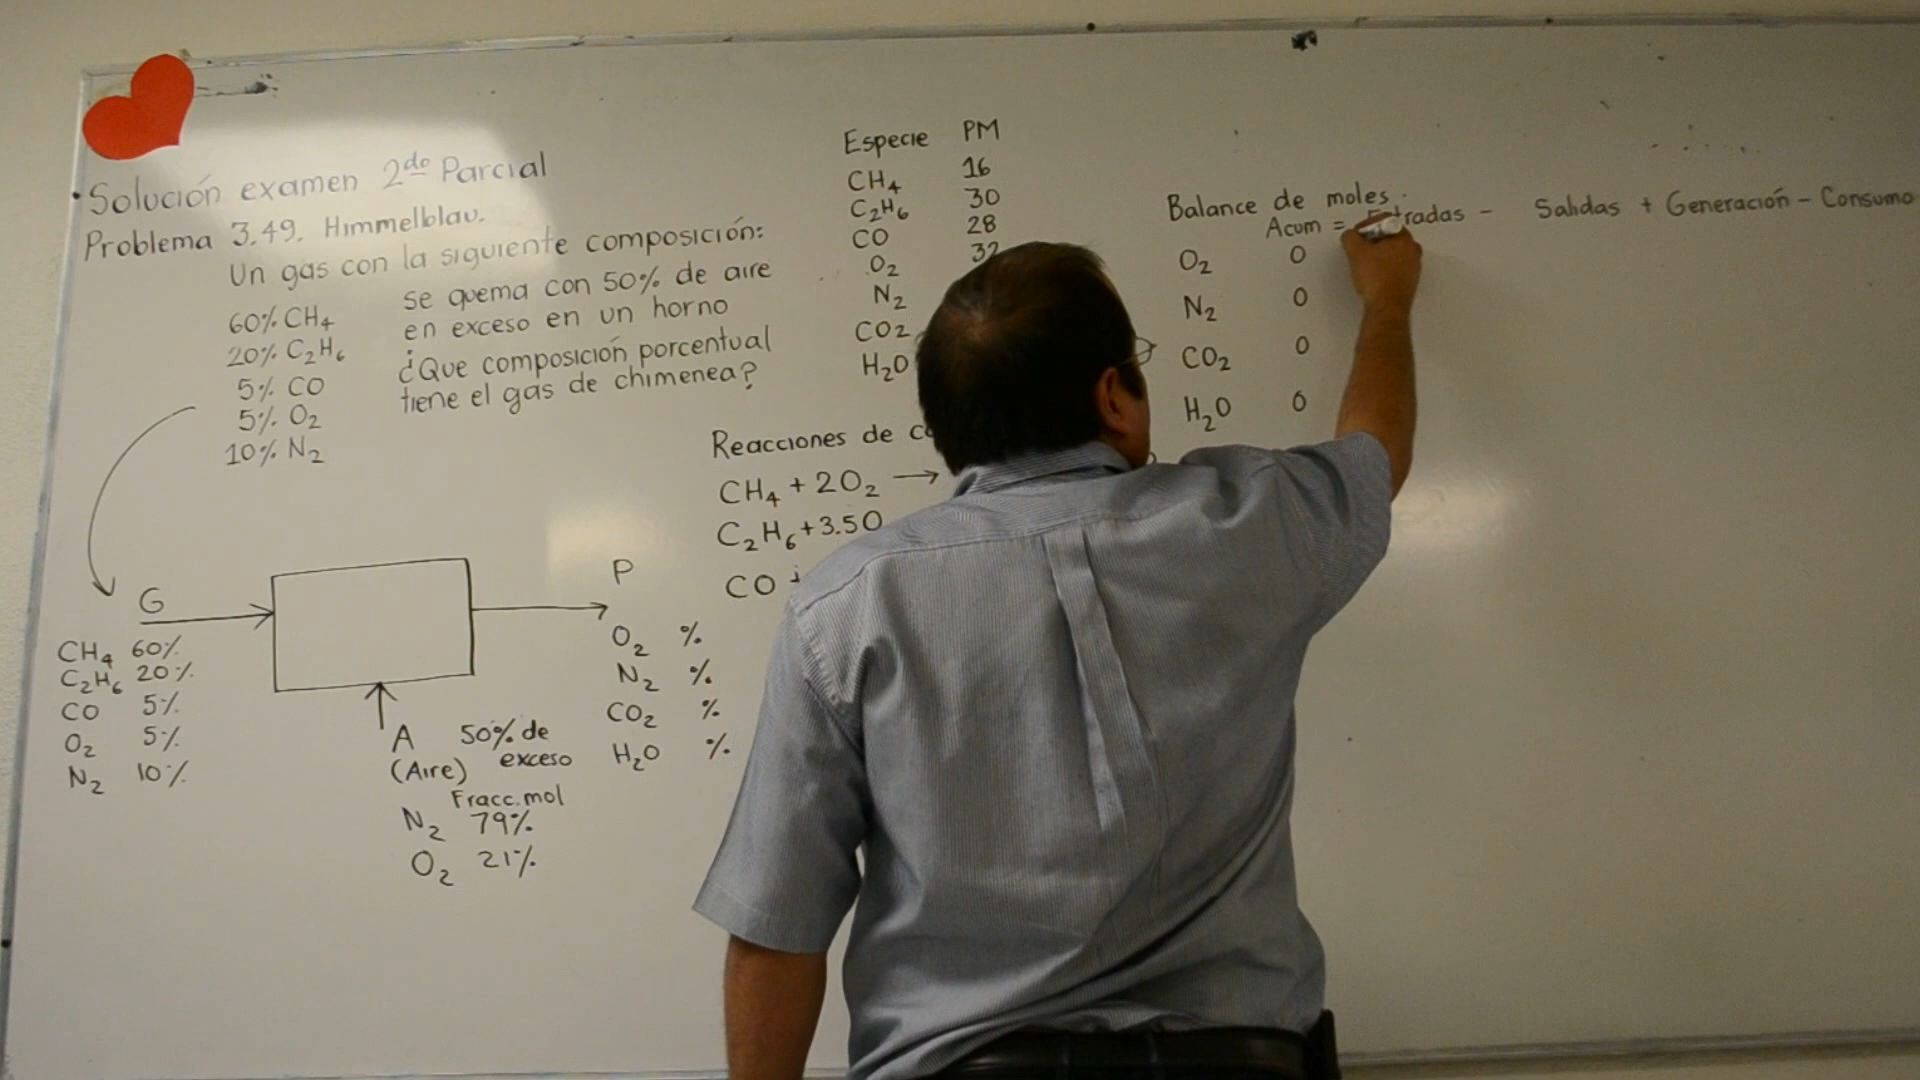 Solución examen 2do Parcial
Problema 3.49. Himmelblau.
Un gas con la siguiente composición:
60% CH4
20% C2H6
5% CO
5% O2
10% N2
se quema con 50% de aire
en exceso en un horno
¿Que composición porcentual
tiene el gas de chimenea?
G
CH4 60%
C2H6 20%
CO 5%
O2 5%
N2 10%
A 50% de
(Aire) exceso
Fracc. mol
N2 79%
O2 21%
P
O2 %
N2 %
CO2 %
H2O %
Especie PM
CH4 16
C2H6 30
CO 28
O2 32
N2
CO2
H2O
Reacciones de
CH4 + 2O2 →
C2H6 + 3.5O
CO
Balance de moles.
Acum = Entradas - Salidas + Generación - Consumo
O2 0
N2 0
CO2 0
H2O 0